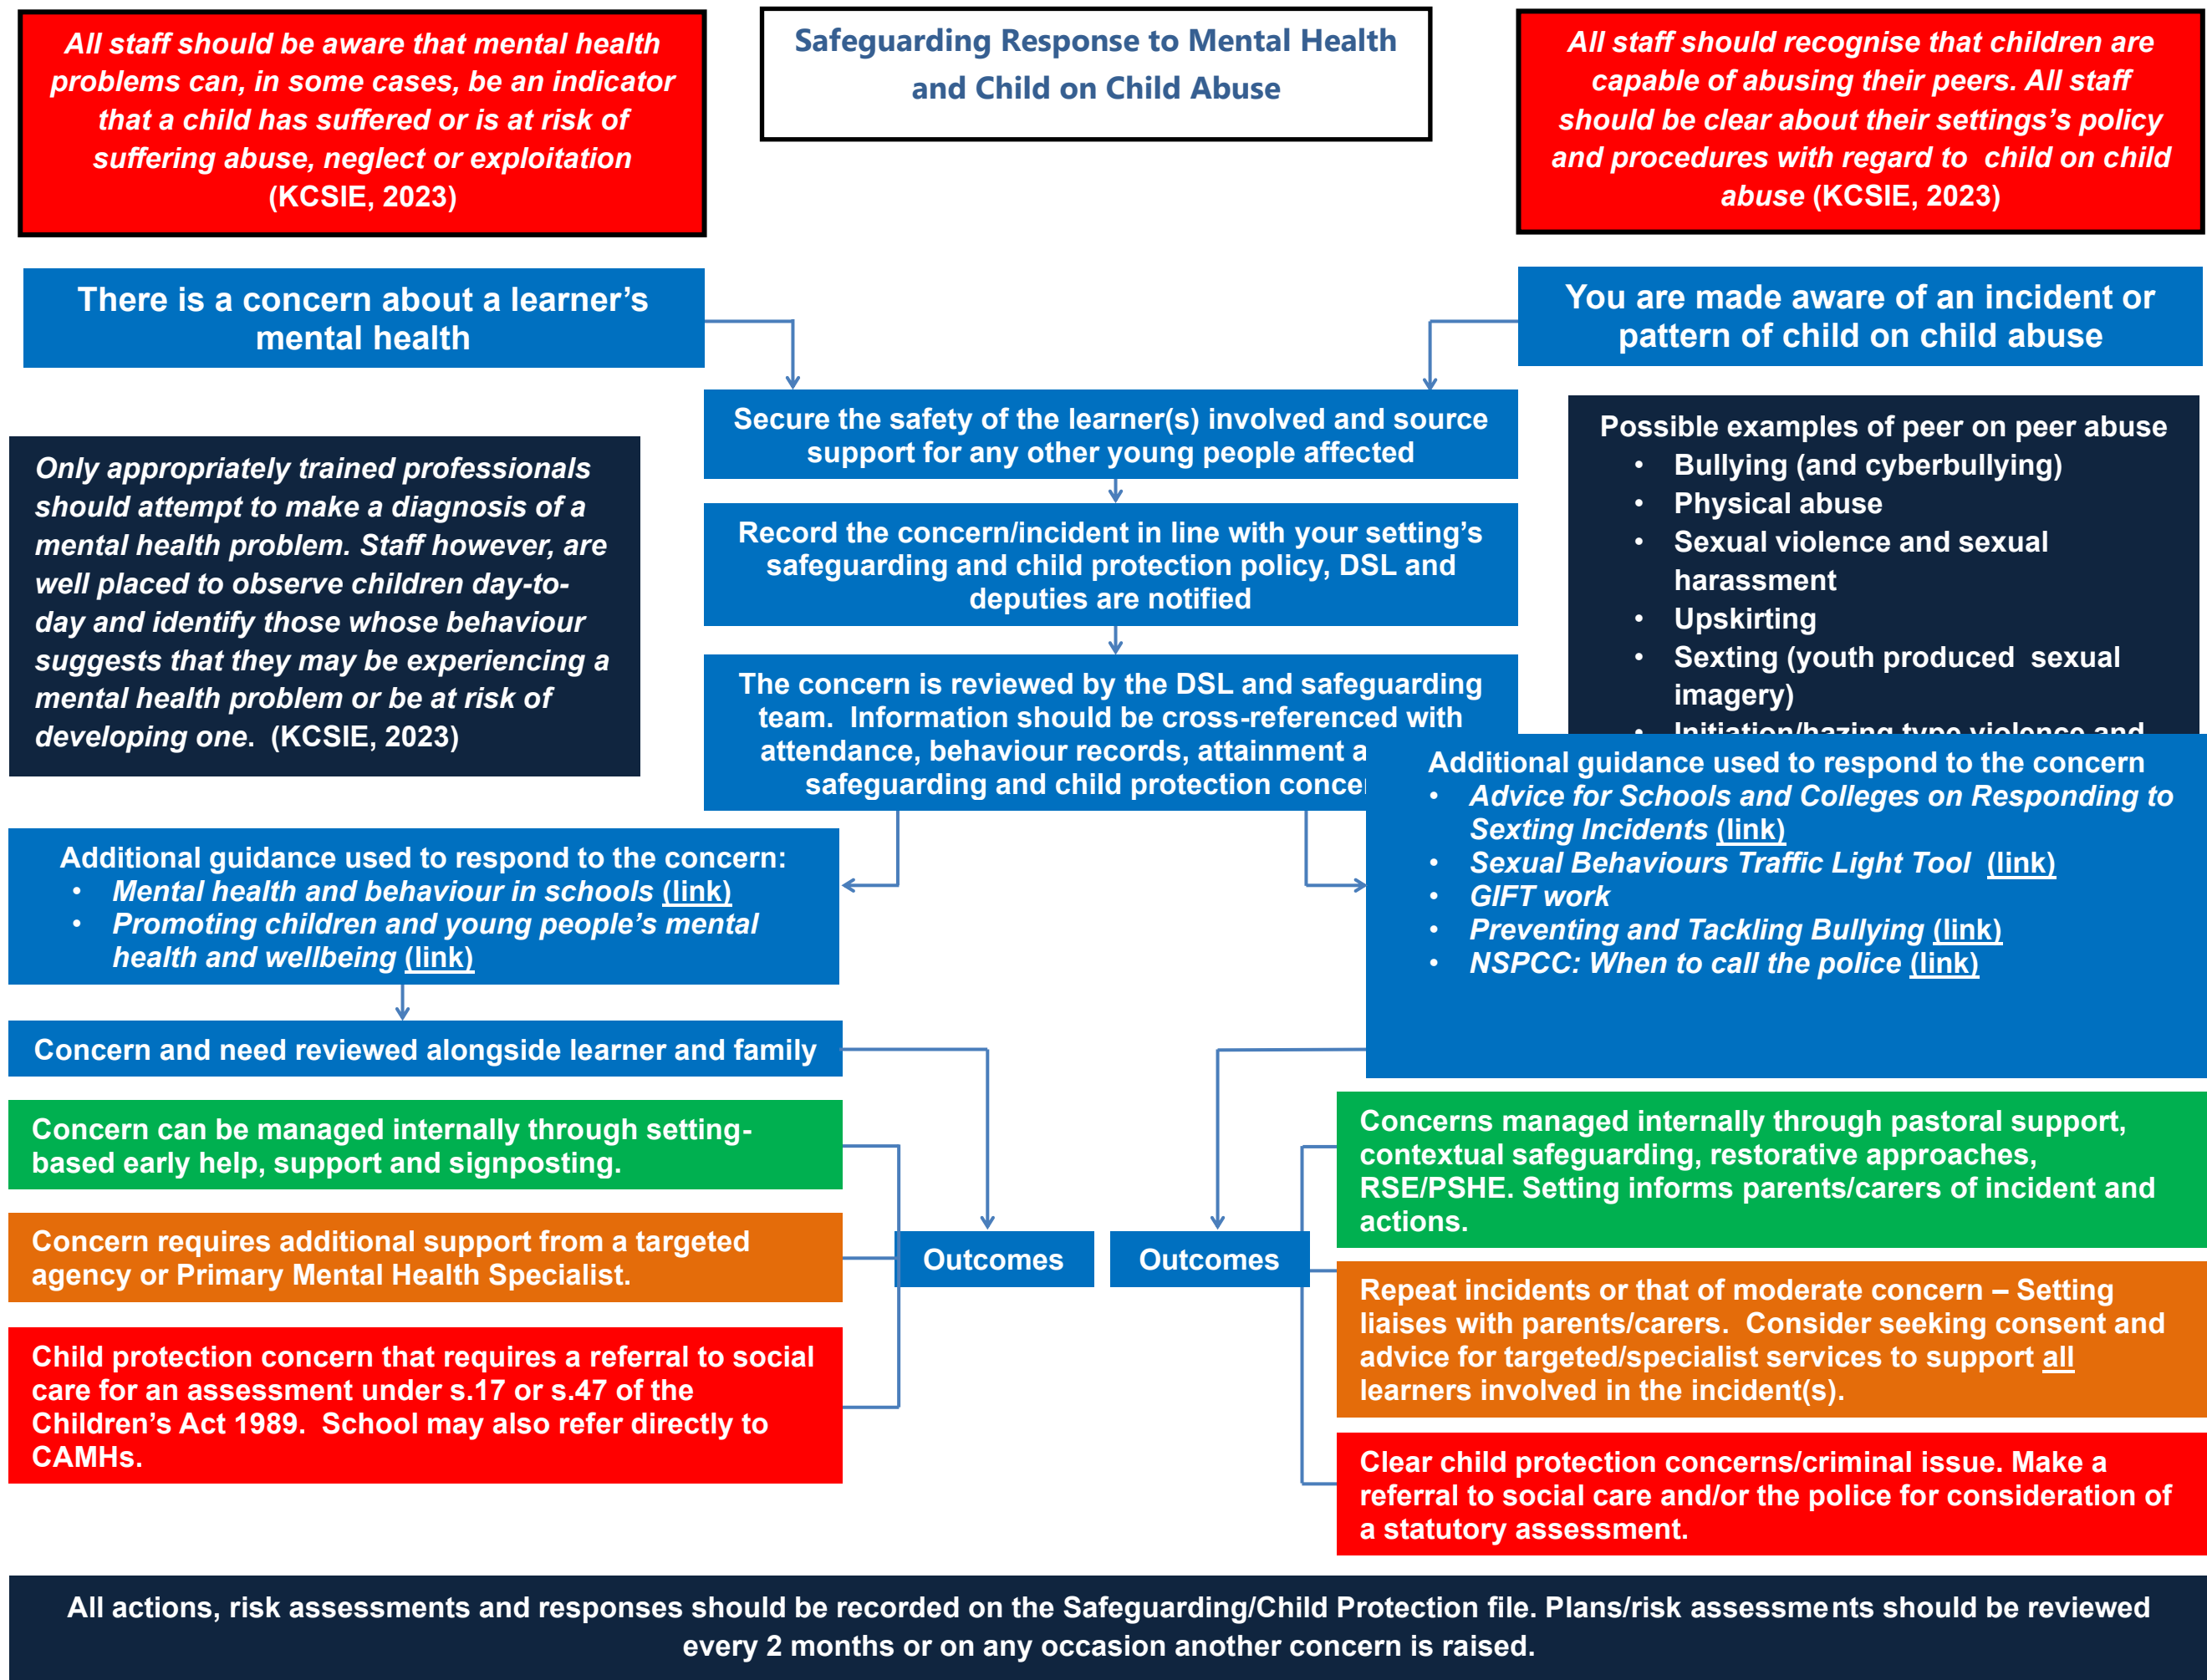 All staff should be aware that mental health
problems can, in some cases, be an indicator
that a child has suffered or is at risk of
suffering abuse, neglect or exploitation
(KCSIE, 2023)
Safeguarding Response to Mental Health
and Child on Child Abuse
All staff should recognise that children are
capable of abusing their peers. All staff
should be clear about their settings's policy
and procedures with regard to  child on child
abuse (KCSIE, 2023)
There is a concern about a learner’s
mental health
You are made aware of an incident or
pattern of child on child abuse
Secure the safety of the learner(s) involved and source
support for any other young people affected
Only appropriately trained professionals
should attempt to make a diagnosis of a
mental health problem. Staff however, are
well placed to observe children day-to-
day and identify those whose behaviour
suggests that they may be experiencing a
mental health problem or be at risk of
developing one.  (KCSIE, 2023)
Record the concern/incident in line with your setting’s
safeguarding and child protection policy, DSL and
deputies are notified
Possible examples of peer on peer abuse
• Bullying (and cyberbullying)
• Physical abuse
• Sexual violence and sexual
harassment
• Upskirting
• Sexting (youth produced  sexual
imagery)
• Initiation/hazing type violence and
The concern is reviewed by the DSL and safeguarding
team.  Information should be cross-referenced with
attendance, behaviour records, attainment
safeguarding and child protection
Additional guidance used to respond to the concern:
• Mental health and behaviour in schools (link)
• Promoting children and young people’s mental
health and wellbeing (link)
Additional guidance used to respond to the concern
• Advice for Schools and Colleges on Responding to
Sexting Incidents (link)
• Sexual Behaviours Traffic Light Tool  (link)
• GIFT work
• Preventing and Tackling Bullying (link)
• NSPCC: When to call the police (link)
Concern and need reviewed alongside learner and family
Concern can be managed internally through setting-
based early help, support and signposting.
Concern requires additional support from a targeted
agency or Primary Mental Health Specialist.
Child protection concern that requires a referral to social
care for an assessment under s.17 or s.47 of the
Children’s Act 1989.  School may also refer directly to
CAMHs.
Outcomes
Outcomes
Concerns managed internally through pastoral support,
contextual safeguarding, restorative approaches,
RSE/PSHE. Setting informs parents/carers of incident and
actions.
Repeat incidents or that of moderate concern – Setting
liaises with parents/carers.  Consider seeking consent and
advice for targeted/specialist services to support all
learners involved in the incident(s).
Clear child protection concerns/criminal issue. Make a
referral to social care and/or the police for consideration of
a statutory assessment.
All actions, risk assessments and responses should be recorded on the Safeguarding/Child Protection file. Plans/risk assessments should be reviewed
every 2 months or on any occasion another concern is raised.